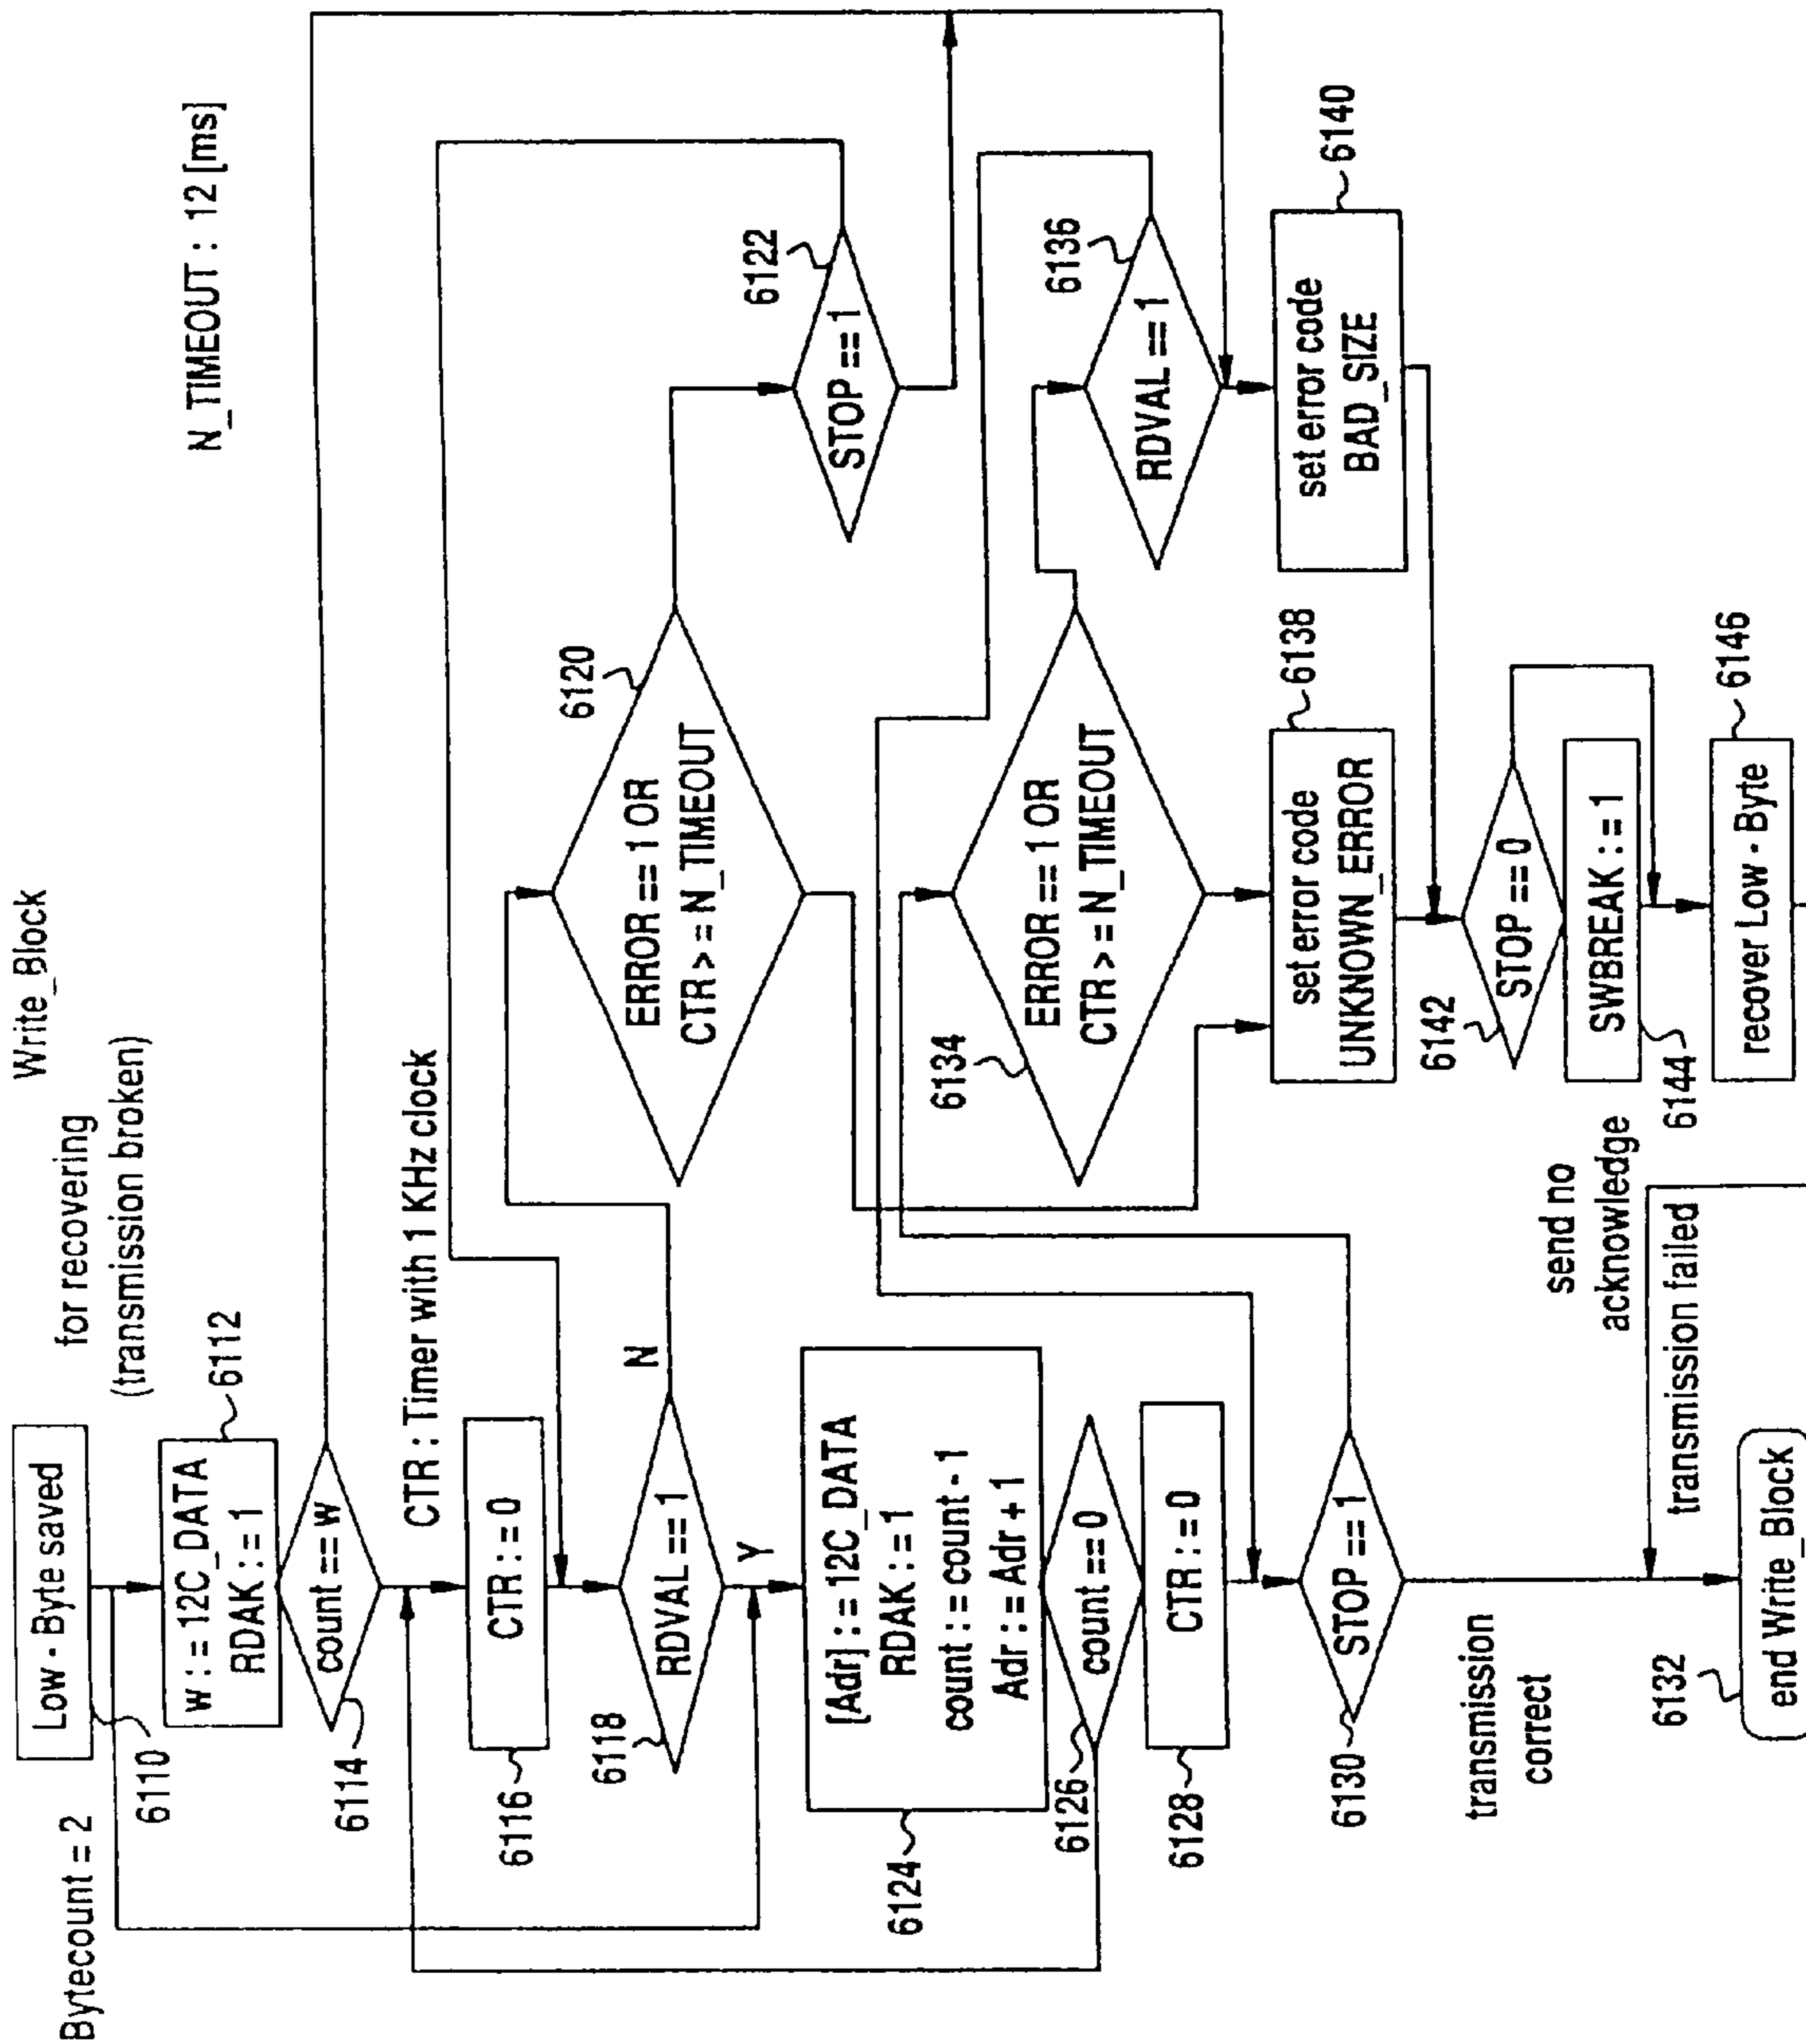 Write_Block
for recovering
(transmission broken)
Bytecount = 2
Low - Byte saved
6110
w : = 12C_DATA
RDAK : = 1
6112
count == w
6114
N_TIMEOUT : 12 [ms]
CTR : Timer with 1 KHz clock
CTR : = 0
6116
RDVAL == 1
6118
N
Y
ERROR == 1 OR
CTR > = N_TIMEOUT
6120
STOP == 1
6122
[Adr] : = 12C_DATA
RDAK : = 1
count : = count - 1
Adr : = Adr + 1
6124
count == 0
6126
CTR : = 0
6128
STOP == 1
6130
ERROR == 1 OR
CTR > = N_TIMEOUT
6134
RDVAL == 1
6136
set error code
UNKNOWN_ERROR
6138
set error code
BAD_SIZE
6140
STOP == 0
6142
SWBREAK : = 1
6144
send no
acknowledge
recover Low - Byte
6146
transmission
correct
transmission failed
end Write_Block
6132